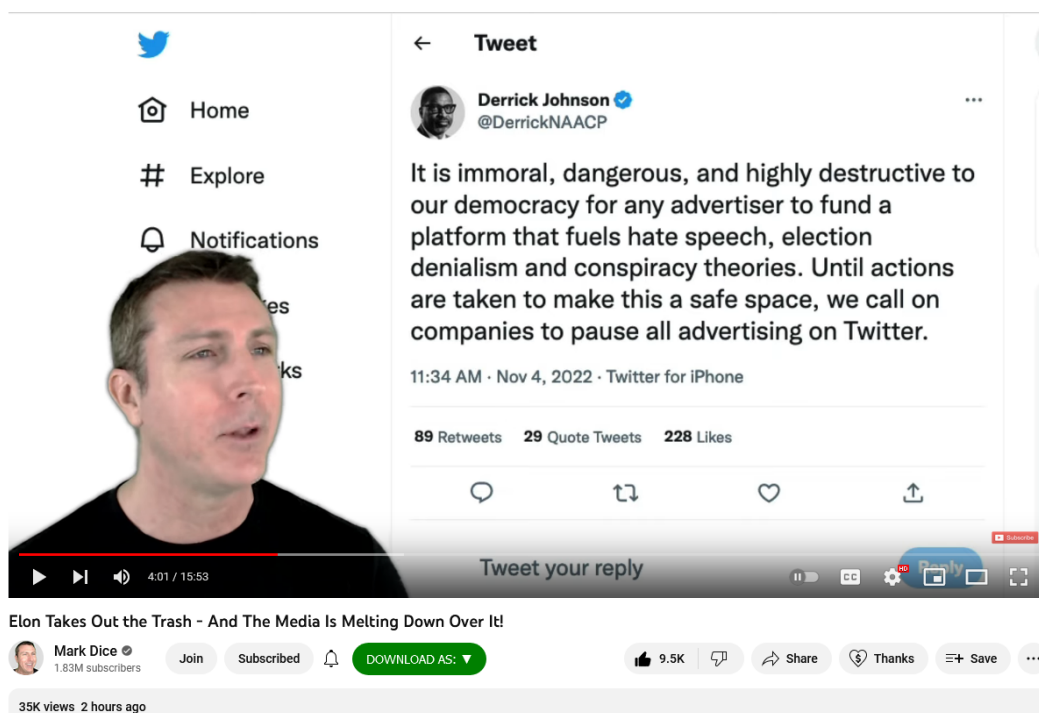 Tweet
Home
Explore
Notifications
es
ks
Derrick Johnson
@DerrickNAACP
It is immoral, dangerous, and highly destructive to
our democracy for any advertiser to fund a
platform that fuels hate speech, election
denialism and conspiracy theories. Until actions
are taken to make this a safe space, we call on
companies to pause all advertising on Twitter.
11:34 AM · Nov 4, 2022 · Twitter for iPhone
89 Retweets 29 Quote Tweets 228 Likes
Subscribe
Tweet your reply
Reply
4:01 / 15:53
CC
HD
Elon Takes Out the Trash - And The Media Is Melting Down Over It!
Mark Dice
1.83M subscribers
Join
Subscribed
DOWNLOAD AS: ▼
9.5K
Share
Thanks
Save
35K views 2 hours ago